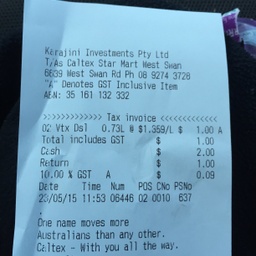 Karajini Investments Pty Ltd
T/As Caltex Star Mart West Swan
6639 West Swan Rd Ph 08 9274 3726
"A" Denotes GST Inclusive Item
ABN: 35 161 132 332
>:>>>>>>>>>>> Tax invoice <<<<<<<<<<<<
02 Vtx Dsl 0.73L @ $1.359/L $ 1.00 A
Total includes GST $ 1.00
Cash $ 2.00
Return $ 1.00
10.00 % GST A $ 0.09
Date Time Num POS CNo PSNo
23/05/15 11:53 06446 02 0010 637
.
One name moves more
Australians than any other.
Caltex - With you all the way.